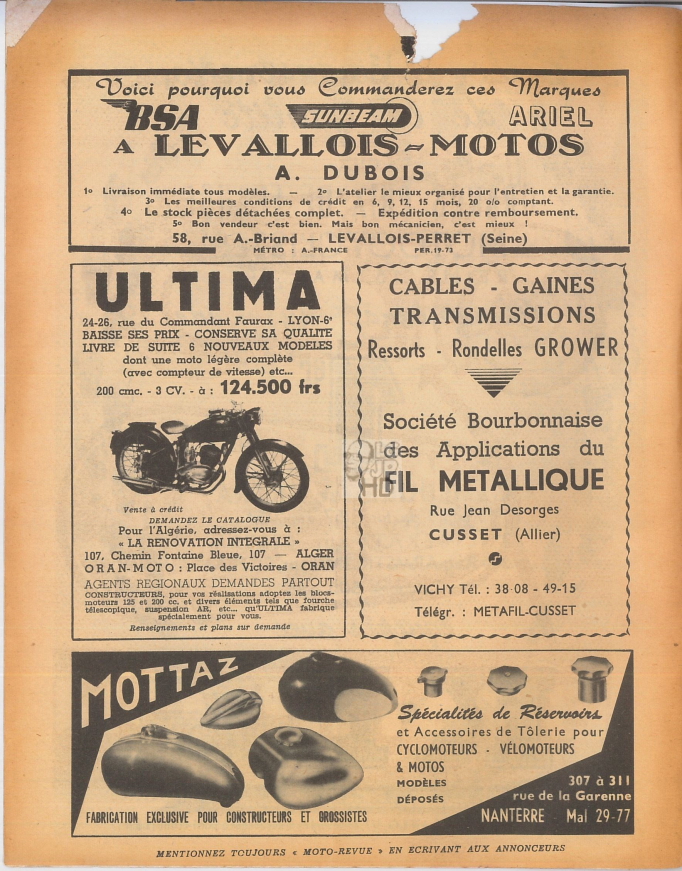 Voici pourquoi vous Commanderez ces Marques
BSA SUNBEAM ARIEL
A LEVALLOIS-MOTOS
A. DUBOIS
1o Livraison immédiate tous modèles. — 2o L'atelier le mieux organisé pour l'entretien et la garantie.
3o Les meilleures conditions de crédit en 6, 9, 12, 15 mois, 20 o/o comptant.
4o Le stock pièces détachées complet. — Expédition contre remboursement.
5o Bon vendeur c'est bien. Mais bon mécanicien, c'est mieux !
58, rue A.-Briand — LEVALLOIS-PERRET (Seine)
MÉTRO : A.-FRANCE PER.19-73
ULTIMA
24-26, rue du Commandant Faurax - LYON-6e
BAISSE SES PRIX - CONSERVE SA QUALITE
LIVRE DE SUITE 6 NOUVEAUX MODELES
dont une moto légère complète
(avec compteur de vitesse) etc...
200 cmc. - 3 CV. - à : 124.500 frs
Vente à crédit
DEMANDEZ LE CATALOGUE
Pour l'Algérie, adressez-vous à :
« LA RENOVATION INTEGRALE »
107, Chemin Fontaine Bleue, 107 — ALGER
ORAN-MOTO : Place des Victoires - ORAN
AGENTS REGIONAUX DEMANDES PARTOUT
CONSTRUCTEURS, pour vos réalisations adoptez les blocs-
moteurs 125 et 200 cc, et divers éléments tels que fourche
télescopique, suspension AR, etc... qu'ULTIMA fabrique
spécialement pour vous.
Renseignements et plans sur demande
CABLES - GAINES
TRANSMISSIONS
Ressorts - Rondelles GROWER
Société Bourbonnaise
des Applications du
FIL METALLIQUE
Rue Jean Desorges
CUSSET (Allier)
VICHY Tél. : 38-08 - 49-15
Télégr. : METAFIL-CUSSET
MOTTAZ
Spécialités de Réservoirs
et Accessoires de Tôlerie pour
CYCLOMOTEURS - VÉLOMOTEURS
& MOTOS
MODÈLES
DÉPOSÉS
307 à 311
rue de la Garenne
NANTERRE Mal 29-77
FABRICATION EXCLUSIVE POUR CONSTRUCTEURS ET GROSSISTES
MENTIONNEZ TOUJOURS « MOTO-REVUE » EN ECRIVANT AUX ANNONCEURS